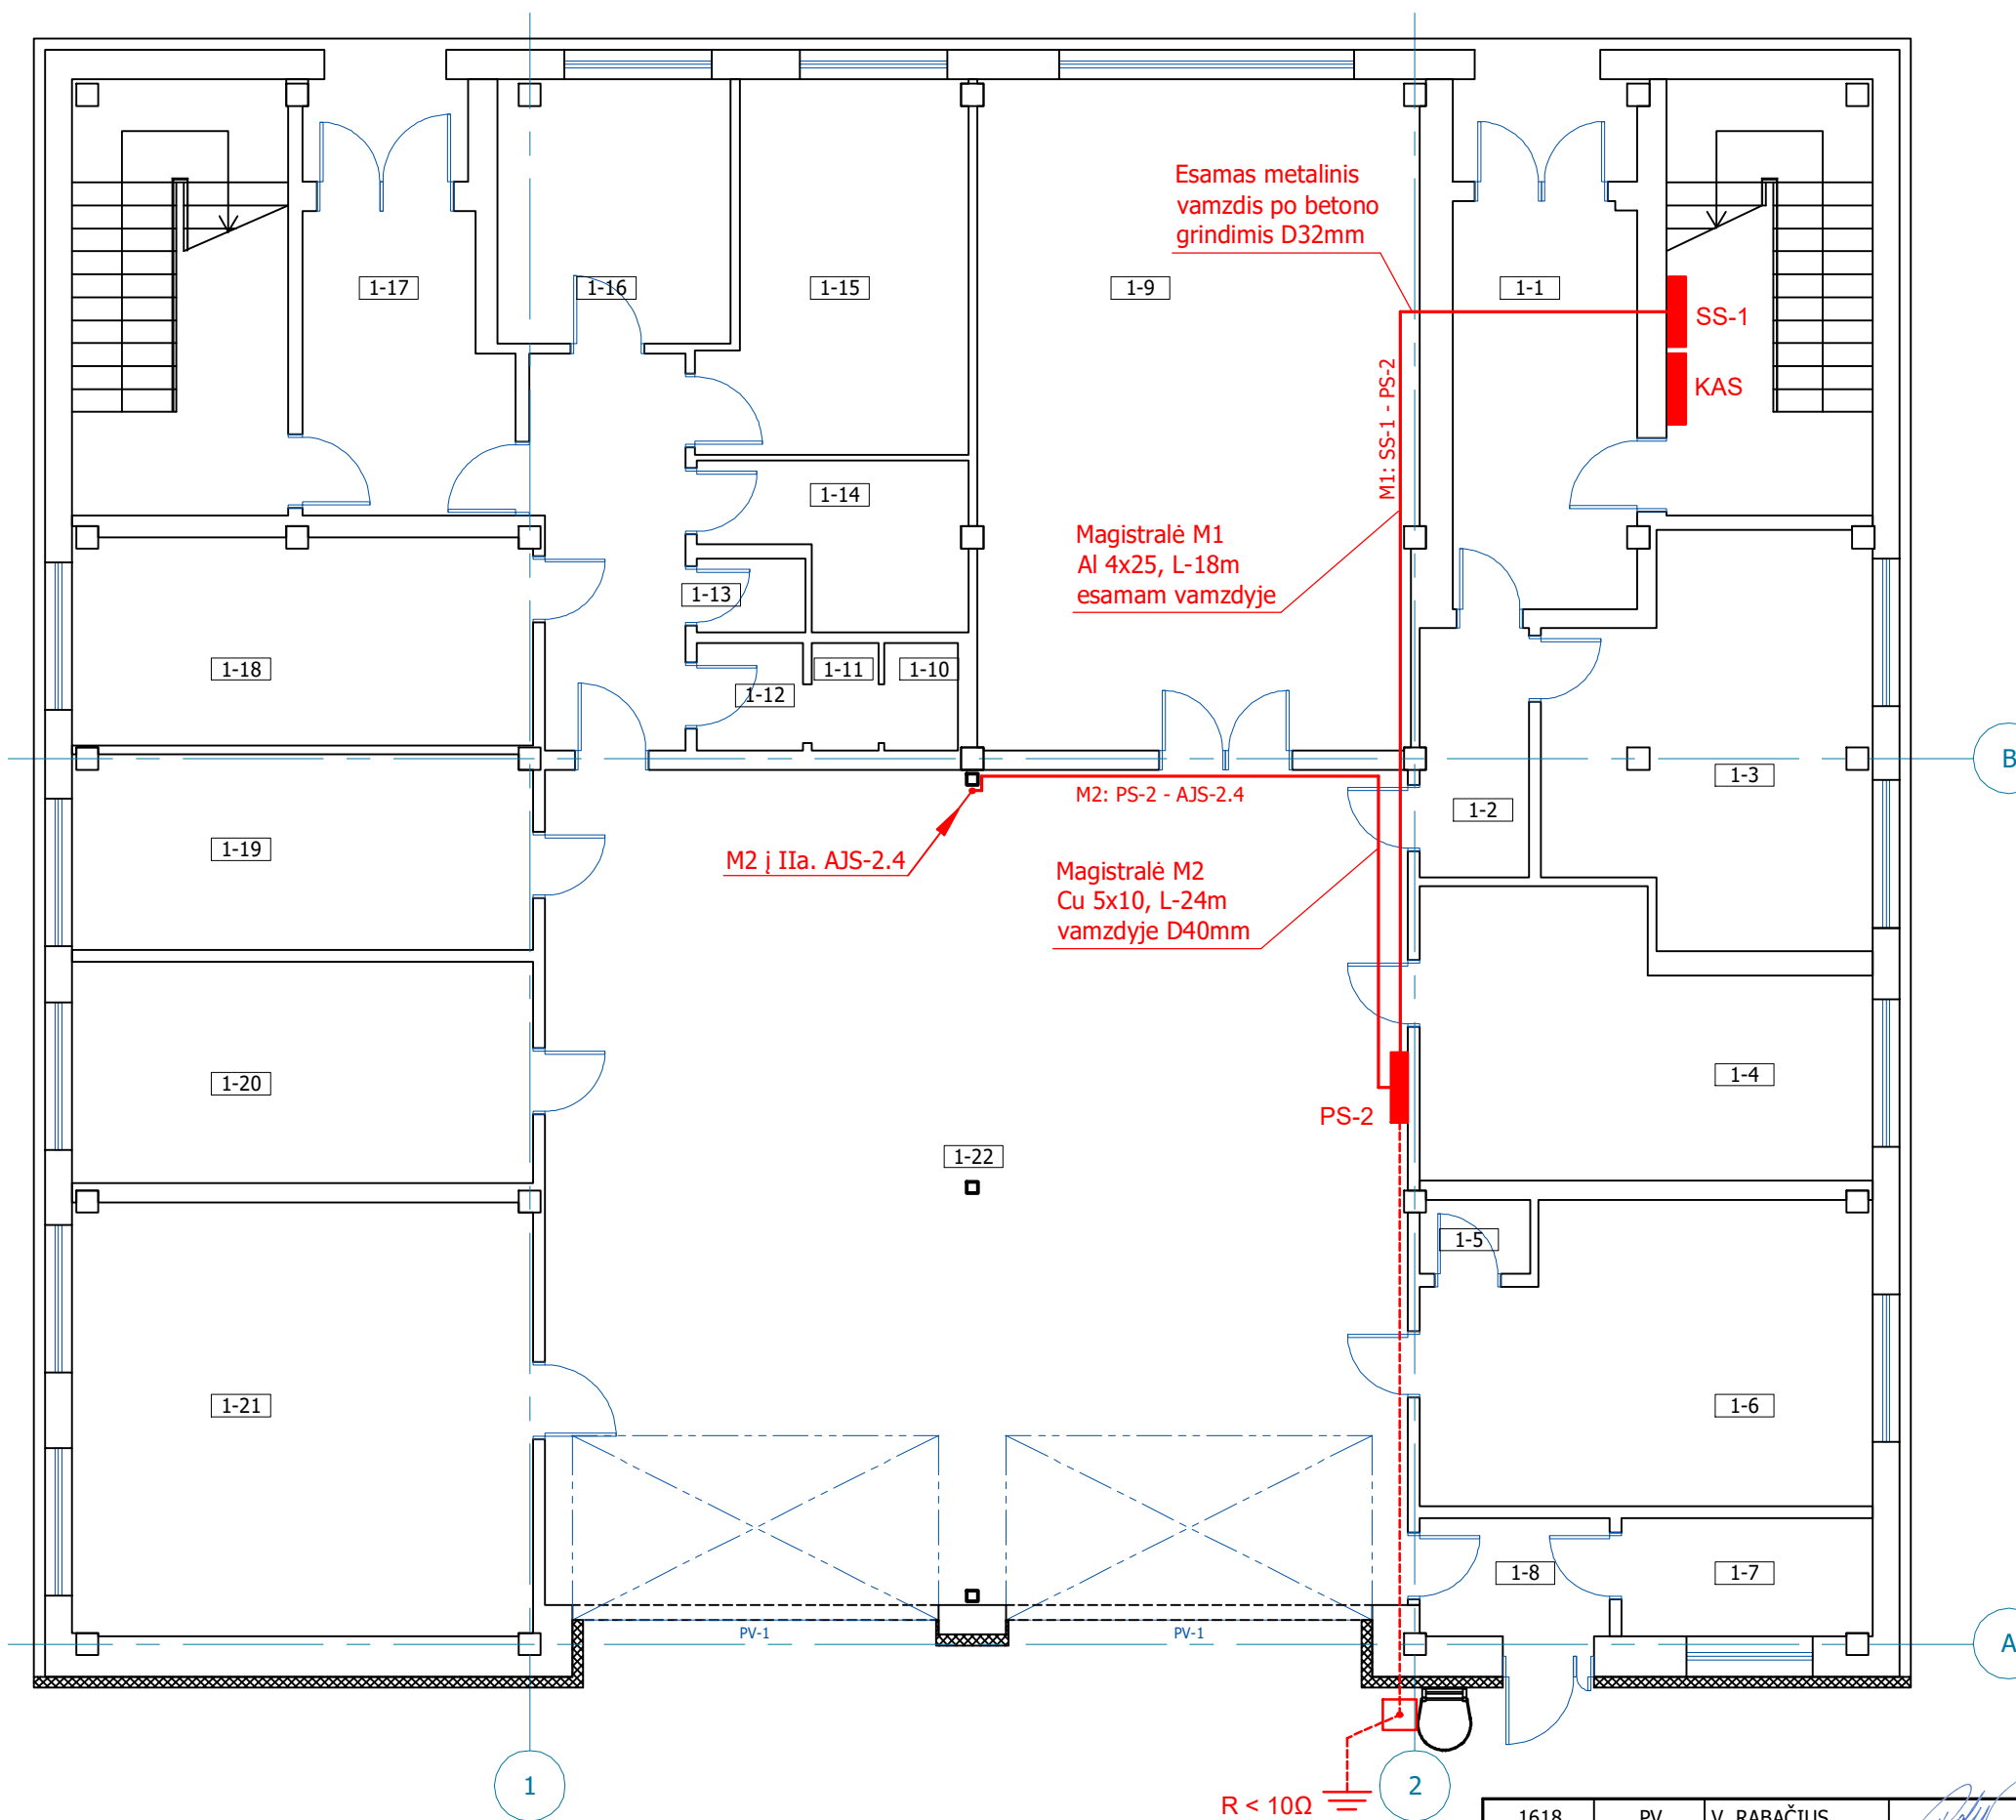 Esamas metalinis
vamzdis po betono
grindimis D32mm
1-17
1-16
1-15
1-9
1-1
SS-1
KAS
M1: SS-1 - PS-2
1-14
Magistralė M1
Al 4x25, L-18m
esamam vamzdyje
1-13
1-18
1-12
1-11
1-10
B
1-3
M2: PS-2 - AJS-2.4
1-2
1-19
M2 į IIa. AJS-2.4
Magistralė M2
Cu 5x10, L-24m
vamzdyje D40mm
1-20
1-4
PS-2
1-22
1-5
1-21
1-6
1-8
1-7
PV-1
PV-1
A
1
2
R < 10Ω
1618 PV V. RABAČIUS